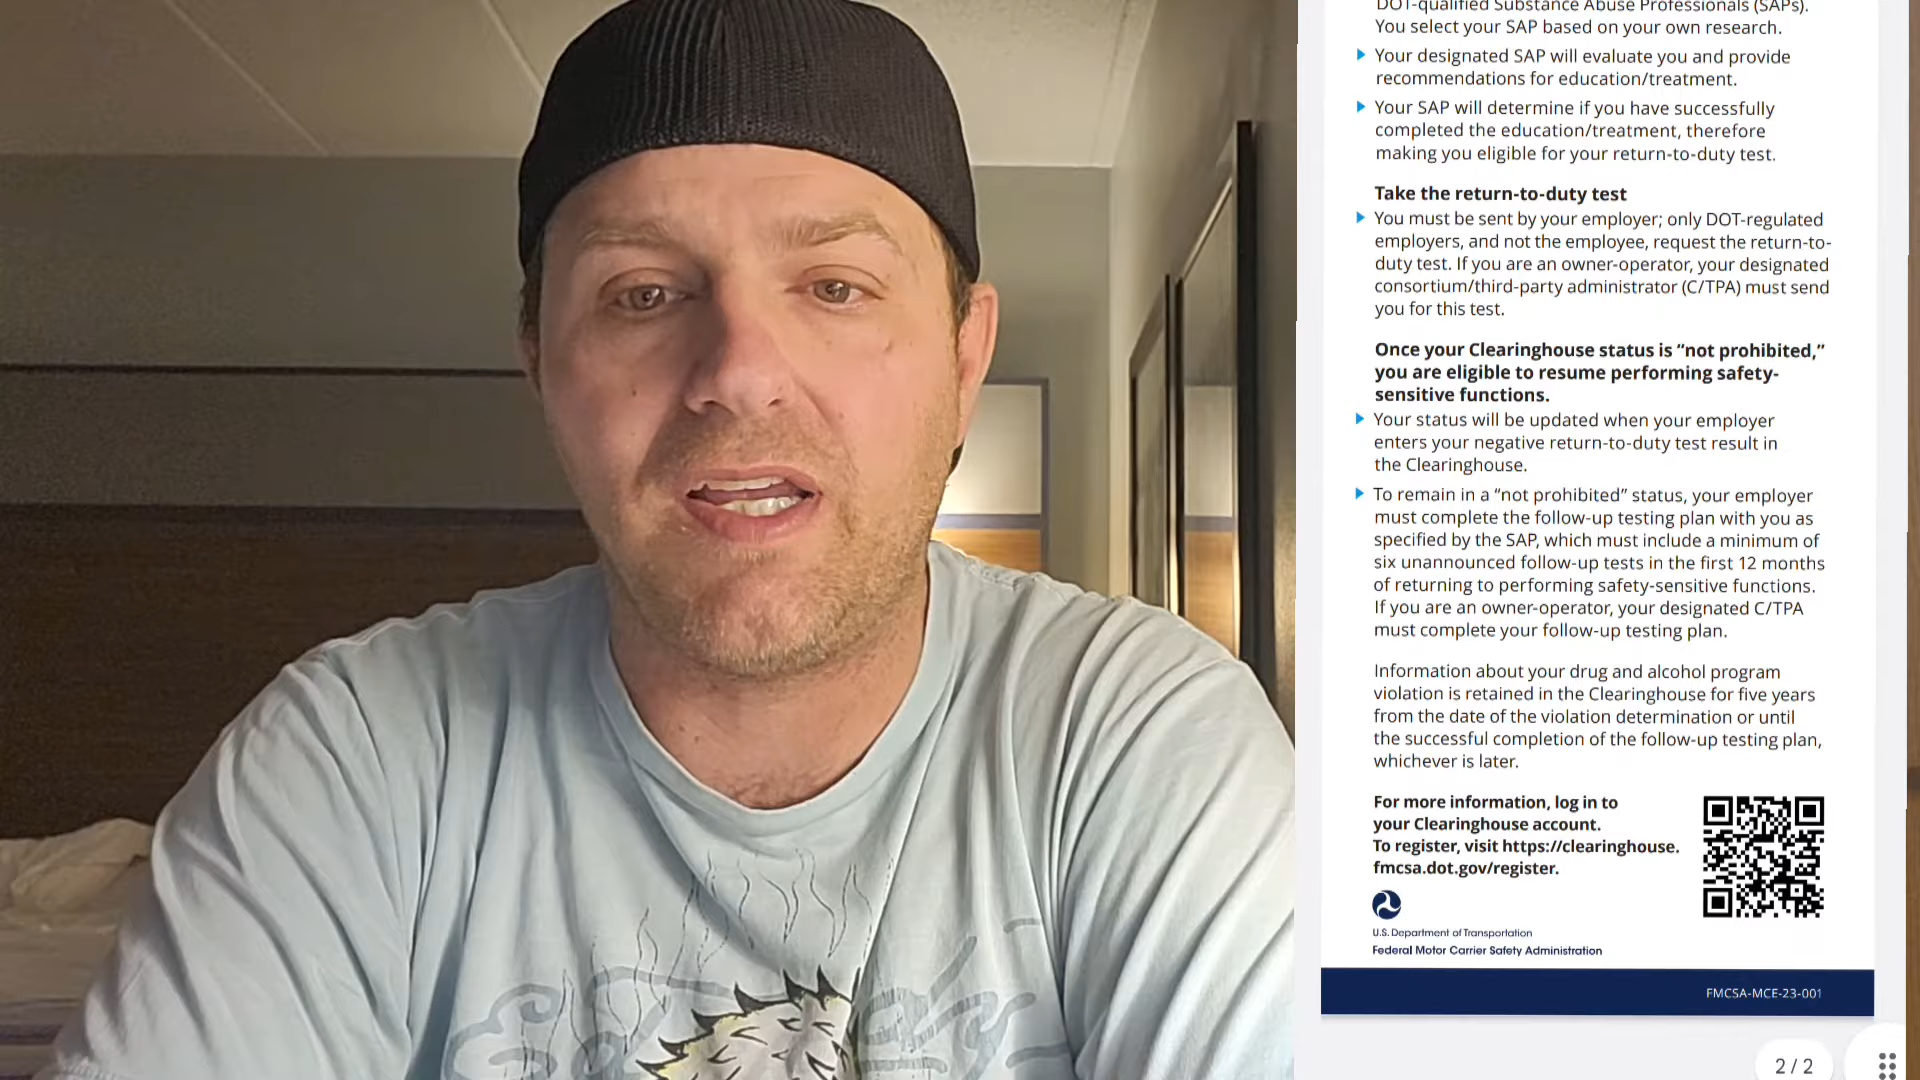 DOT-qualified Substance Abuse Professionals (SAPs).
You select your SAP based on your own research.
Your designated SAP will evaluate you and provide
recommendations for education/treatment.
Your SAP will determine if you have successfully
completed the education/treatment, therefore
making you eligible for your return-to-duty test.
Take the return-to-duty test
You must be sent by your employer; only DOT-regulated
employers, and not the employee, request the return-to-
duty test. If you are an owner-operator, your designated
consortium/third-party administrator (C/TPA) must send
you for this test.
Once your Clearinghouse status is “not prohibited,”
you are eligible to resume performing safety-
sensitive functions.
Your status will be updated when your employer
enters your negative return-to-duty test result in
the Clearinghouse.
To remain in a “not prohibited” status, your employer
must complete the follow-up testing plan with you as
specified by the SAP, which must include a minimum of
six unannounced follow-up tests in the first 12 months
of returning to performing safety-sensitive functions.
If you are an owner-operator, your designated C/TPA
must complete your follow-up testing plan.
Information about your drug and alcohol program
violation is retained in the Clearinghouse for five years
from the date of the violation determination or until
the successful completion of the follow-up testing plan,
whichever is later.
For more information, log in to
your Clearinghouse account.
To register, visit https://clearinghouse.
fmcsa.dot.gov/register.
U.S. Department of Transportation
Federal Motor Carrier Safety Administration
FMCSA-MCE-23-001
2 / 2